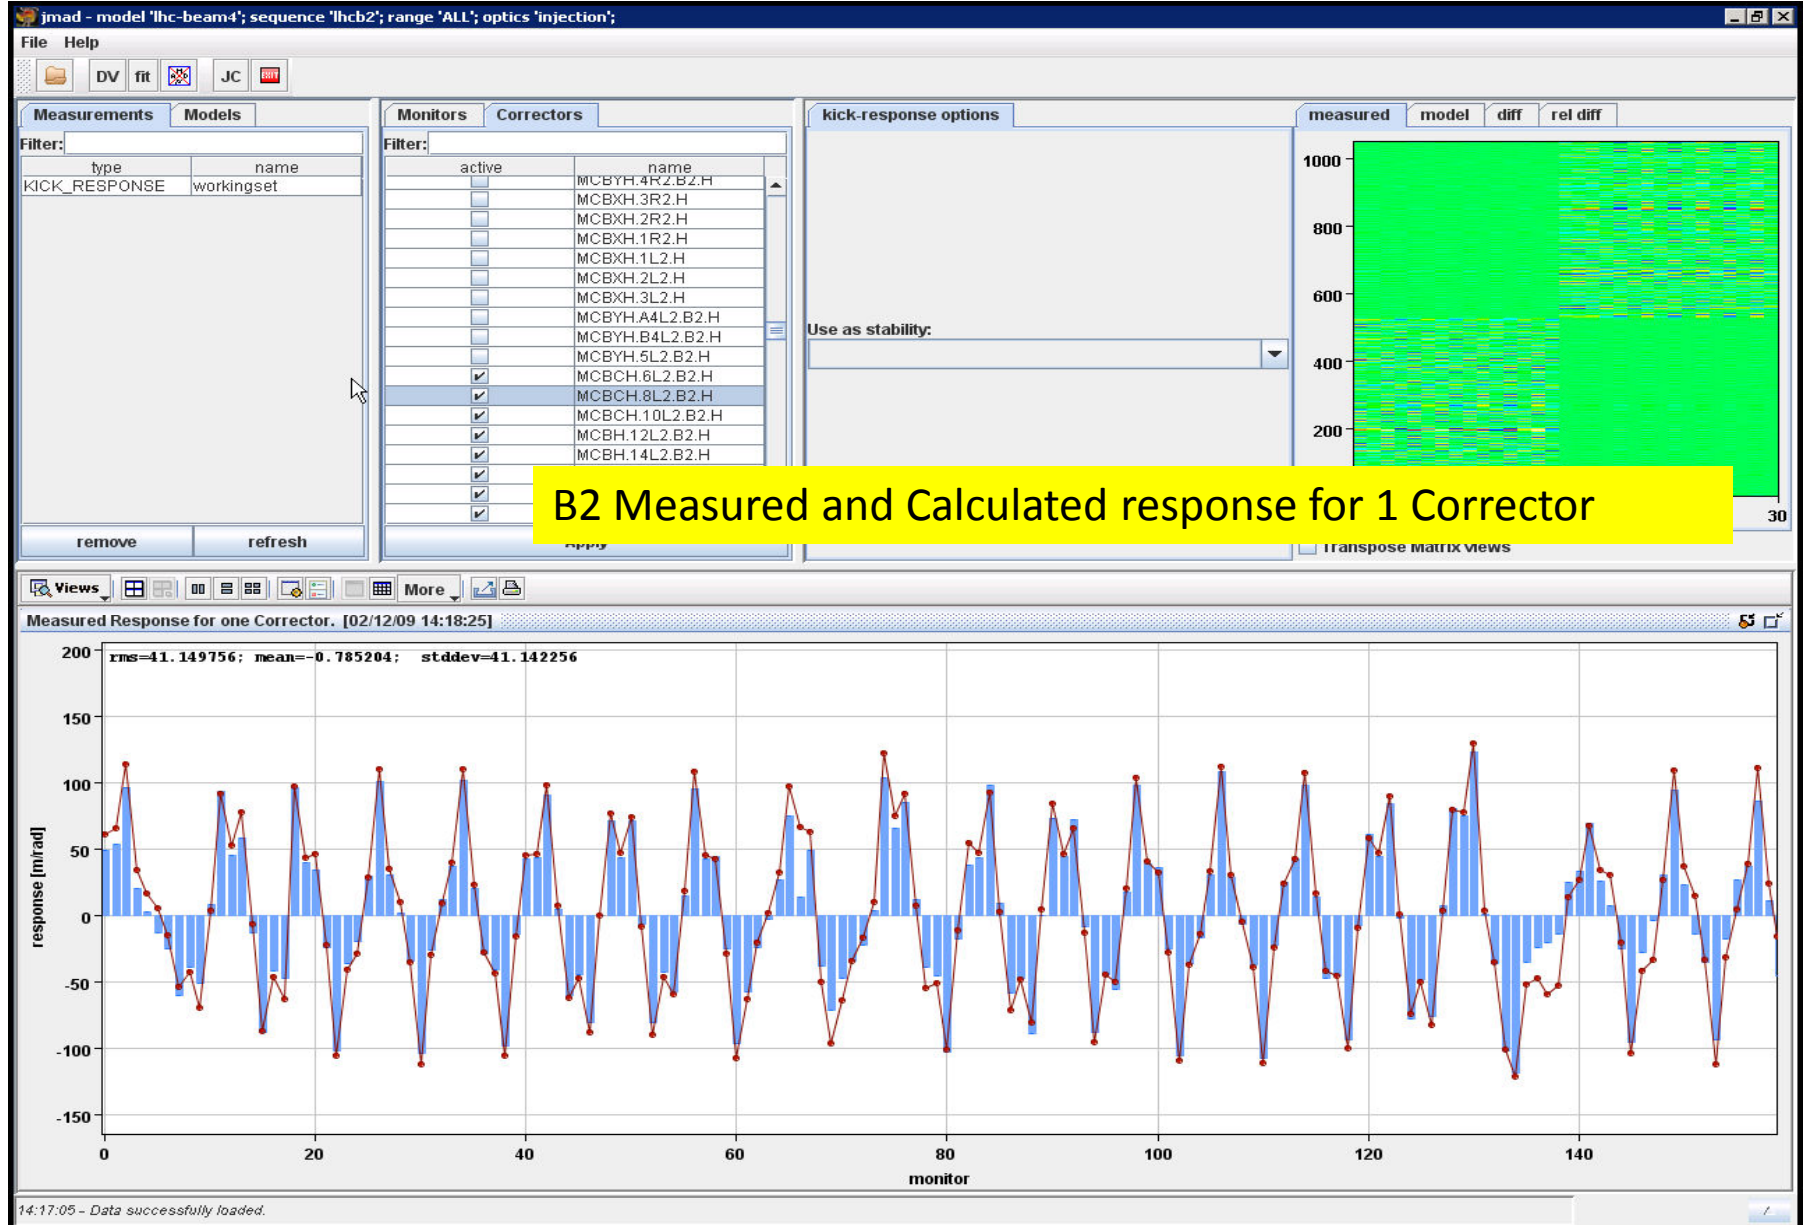 jmad - model 'lhc-beam4'; sequence 'lhcb2'; range 'ALL'; optics 'injection';
File Help
DV fit JC EXIT
Measurements Models
Filter:
type name
KICK_RESPONSE workingset
remove refresh
Monitors Correctors
Filter:
active name
MCBYH.4R2.B2.H
MCBXH.3R2.H
MCBXH.2R2.H
MCBXH.1R2.H
MCBXH.1L2.H
MCBXH.2L2.H
MCBXH.3L2.H
MCBYH.A4L2.B2.H
MCBYH.B4L2.B2.H
MCBYH.5L2.B2.H
MCBCH.6L2.B2.H
MCBCH.8L2.B2.H
MCBCH.10L2.B2.H
MCBH.12L2.B2.H
MCBH.14L2.B2.H
Apply
kick-response options
Use as stability:
measured model diff rel diff
1000
800
600
400
200
30
Transpose Matrix views
B2 Measured and Calculated response for 1 Corrector
Views More
Measured Response for one Corrector. [02/12/09 14:18:25]
rms=41.149756; mean=-0.785204; stddev=41.142256
response [m/rad]
200
150
100
50
0
-50
-100
-150
0 20 40 60 80 100 120 140
monitor
14:17:05 - Data successfully loaded.